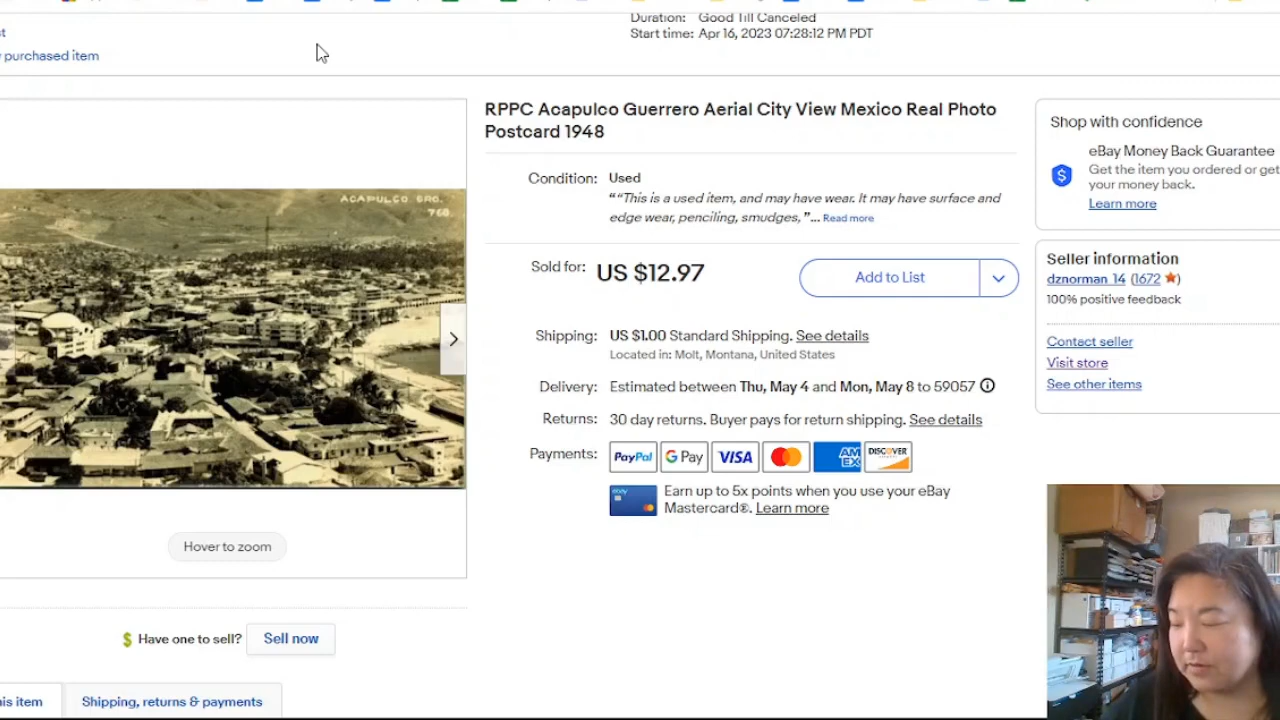 Duration: Good Till Canceled
Start time: Apr 16, 2023 07:28:12 PM PDT
purchased item
RPPC Acapulco Guerrero Aerial City View Mexico Real Photo
Postcard 1948
Condition: Used
““This is a used item, and may have wear. It may have surface and
edge wear, penciling, smudges, ”... Read more
ACAPULCO GRO.
Sold for: US $12.97
Add to List
Shipping: US $1.00 Standard Shipping. See details
Located in: Molt, Montana, United States
Delivery: Estimated between Thu, May 4 and Mon, May 8 to 59057
Returns: 30 day returns. Buyer pays for return shipping. See details
Payments: PayPal G Pay VISA AM EX DISCOVER
ebay
Earn up to 5x points when you use your eBay
Mastercard®. Learn more
Hover to zoom
$ Have one to sell? Sell now
his item
Shipping, returns & payments
Shop with confidence
eBay Money Back Guarantee
$
Get the item you ordered or get
your money back.
Learn more
Seller information
dznorman_14 (1672)
100% positive feedback
Contact seller
Visit store
See other items